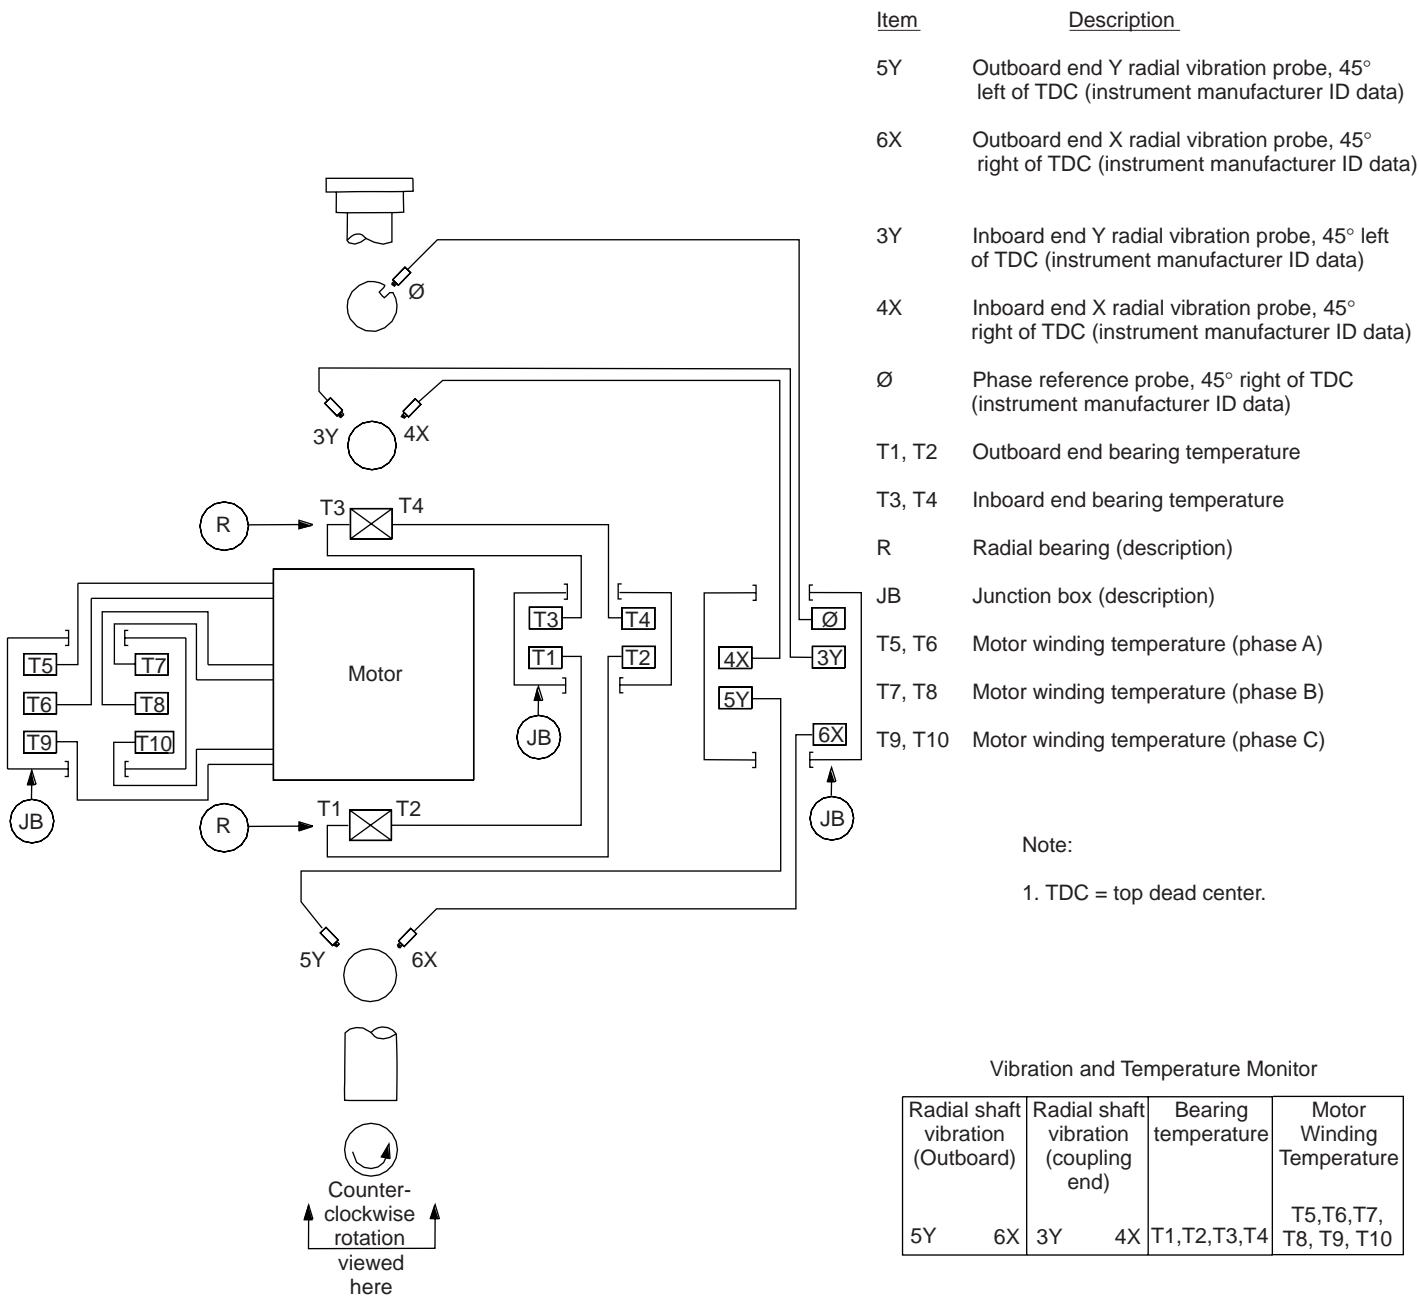 Item Description
5Y Outboard end Y radial vibration probe, 45°
left of TDC (instrument manufacturer ID data)
6X Outboard end X radial vibration probe, 45°
right of TDC (instrument manufacturer ID data)
3Y Inboard end Y radial vibration probe, 45° left
of TDC (instrument manufacturer ID data)
4X Inboard end X radial vibration probe, 45°
right of TDC (instrument manufacturer ID data)
Ø Phase reference probe, 45° right of TDC
(instrument manufacturer ID data)
T1, T2 Outboard end bearing temperature
T3, T4 Inboard end bearing temperature
R Radial bearing (description)
JB Junction box (description)
T5, T6 Motor winding temperature (phase A)
T7, T8 Motor winding temperature (phase B)
T9, T10 Motor winding temperature (phase C)
Note:
1. TDC = top dead center.
Ø
3Y 4X
T3 T4
R
T3 T4 Ø
T5 T7 Motor T1 T2 4X 3Y
T6 T8 5Y
T9 T10 JB 6X
T1 T2
JB R JB
5Y 6X
Counter-
clockwise
rotation
viewed
here
Vibration and Temperature Monitor
Radial shaft
vibration
(Outboard)
5Y 6X
Radial shaft
vibration
(coupling
end)
3Y 4X
Bearing
temperature
T1,T2,T3,T4
Motor
Winding
Temperature
T5,T6,T7,
T8, T9, T10